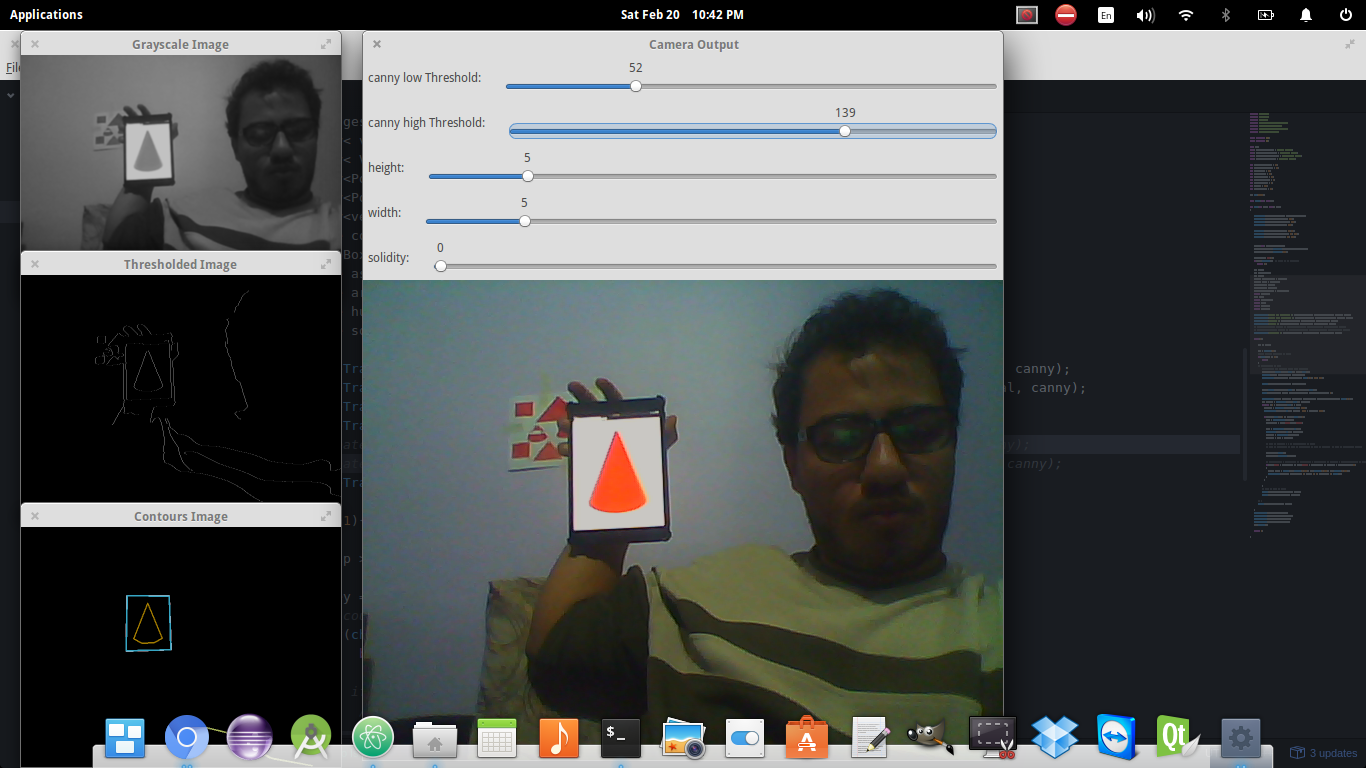 Applications
Sat Feb 20 10:42 PM
En
Grayscale Image
Camera Output
canny low Threshold:
52
canny high Threshold:
139
height:
5
width:
5
solidity:
0
Thresholded Image
Contours Image
canny);
l, canny);
canny);
Qt
3 updates